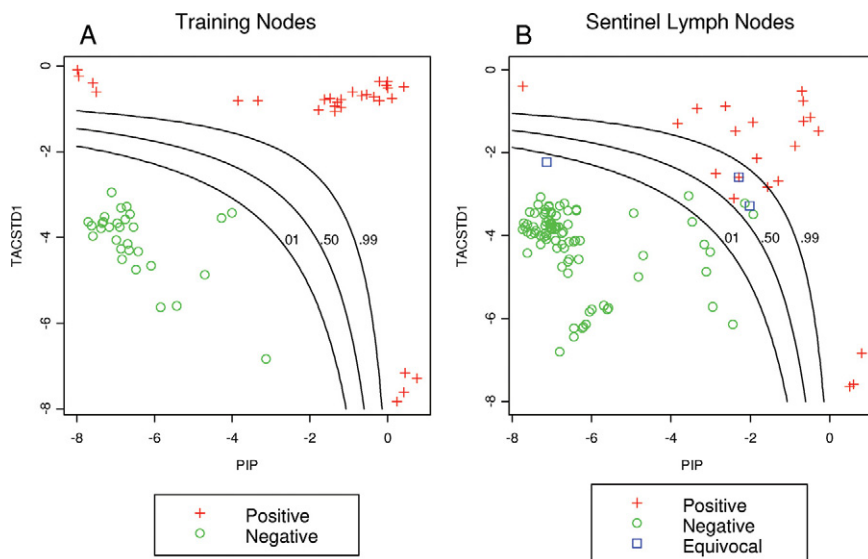 A
Training Nodes
0
-2
-4
-6
-8
TACSTD1
.01
.50
.99
-8
-6
-4
-2
0
PIP
Positive
Negative
B
Sentinel Lymph Nodes
0
-2
-4
-6
-8
TACSTD1
.01
.50
.99
-8
-6
-4
-2
0
PIP
Positive
Negative
Equivocal